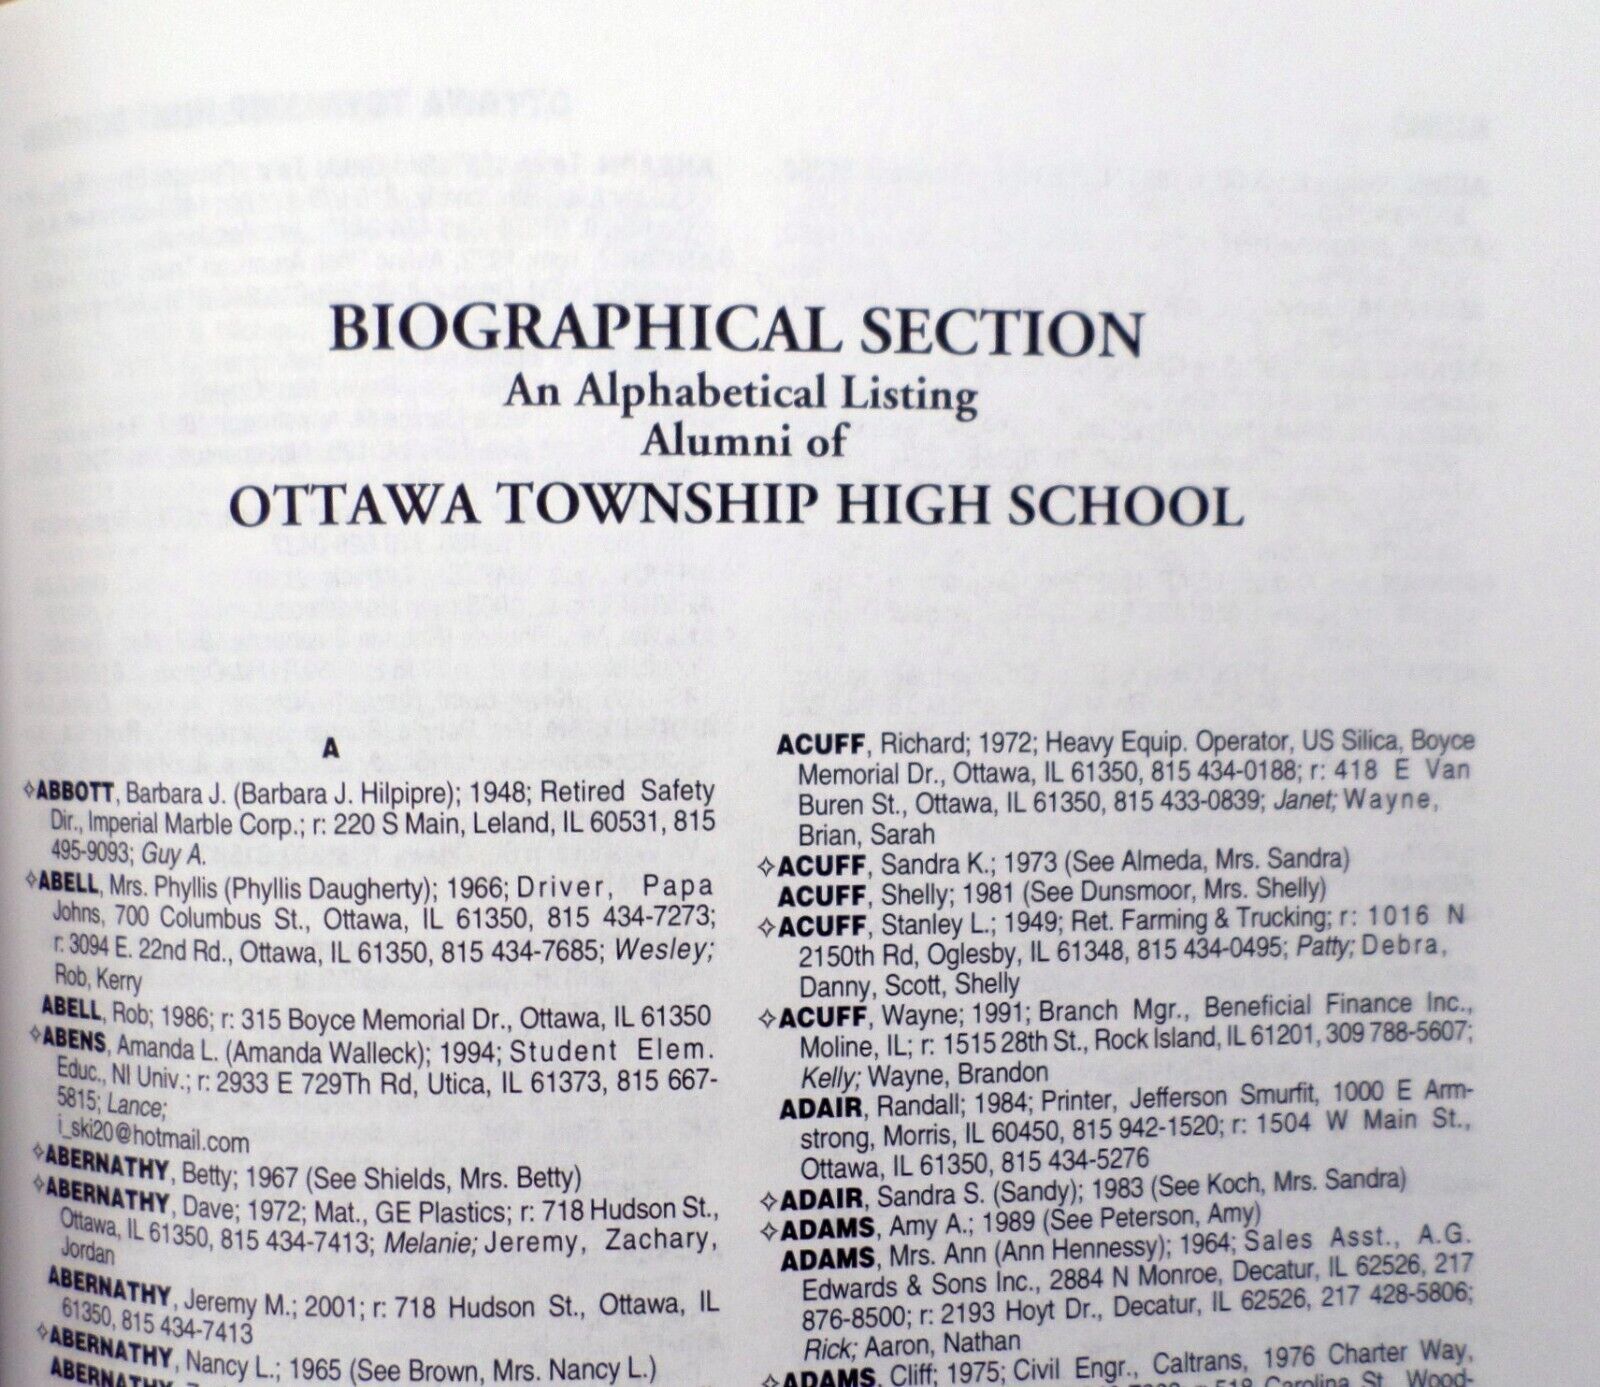 BIOGRAPHICAL SECTION
An Alphabetical Listing
Alumni of
OTTAWA TOWNSHIP HIGH SCHOOL
A
✧ABBOTT, Barbara J. (Barbara J. Hilpipre); 1948; Retired Safety
Dir., Imperial Marble Corp.; r: 220 S Main, Leland, IL 60531, 815
495-9093; Guy A.
✧ABELL, Mrs. Phyllis (Phyllis Daugherty); 1966; Driver, Papa
Johns, 700 Columbus St., Ottawa, IL 61350, 815 434-7273;
r: 3094 E. 22nd Rd., Ottawa, IL 61350, 815 434-7685; Wesley;
Rob, Kerry
ABELL, Rob; 1986; r: 315 Boyce Memorial Dr., Ottawa, IL 61350
✧ABENS, Amanda L. (Amanda Walleck); 1994; Student Elem.
Educ., NI Univ.; r: 2933 E 729Th Rd, Utica, IL 61373, 815 667-
5815; Lance;
i_ski20@hotmail.com
✧ABERNATHY, Betty; 1967 (See Shields, Mrs. Betty)
✧ABERNATHY, Dave; 1972; Mat., GE Plastics; r: 718 Hudson St.,
Ottawa, IL 61350, 815 434-7413; Melanie; Jeremy, Zachary,
Jordan
ABERNATHY, Jeremy M.; 2001; r: 718 Hudson St., Ottawa, IL
61350, 815 434-7413
✧ABERNATHY, Nancy L.; 1965 (See Brown, Mrs. Nancy L.)
ABERNATHY,
ACUFF, Richard; 1972; Heavy Equip. Operator, US Silica, Boyce
Memorial Dr., Ottawa, IL 61350, 815 434-0188; r: 418 E Van
Buren St., Ottawa, IL 61350, 815 433-0839; Janet; Wayne,
Brian, Sarah
✧ACUFF, Sandra K.; 1973 (See Almeda, Mrs. Sandra)
ACUFF, Shelly; 1981 (See Dunsmoor, Mrs. Shelly)
✧ACUFF, Stanley L.; 1949; Ret. Farming & Trucking; r: 1016 N
2150th Rd, Oglesby, IL 61348, 815 434-0495; Patty; Debra,
Danny, Scott, Shelly
✧ACUFF, Wayne; 1991; Branch Mgr., Beneficial Finance Inc.,
Moline, IL; r: 1515 28th St., Rock Island, IL 61201, 309 788-5607;
Kelly; Wayne, Brandon
ADAIR, Randall; 1984; Printer, Jefferson Smurfit, 1000 E Arm-
strong, Morris, IL 60450, 815 942-1520; r: 1504 W Main St.,
Ottawa, IL 61350, 815 434-5276
✧ADAIR, Sandra S. (Sandy); 1983 (See Koch, Mrs. Sandra)
✧ADAMS, Amy A.; 1989 (See Peterson, Amy)
ADAMS, Mrs. Ann (Ann Hennessy); 1964; Sales Asst., A.G.
Edwards & Sons Inc., 2884 N Monroe, Decatur, IL 62526, 217
876-8500; r: 2193 Hoyt Dr., Decatur, IL 62526, 217 428-5806;
Rick; Aaron, Nathan
✧ADAMS, Cliff; 1975; Civil Engr., Caltrans, 1976 Charter Way,
r: 518 Carolina St., Wood-